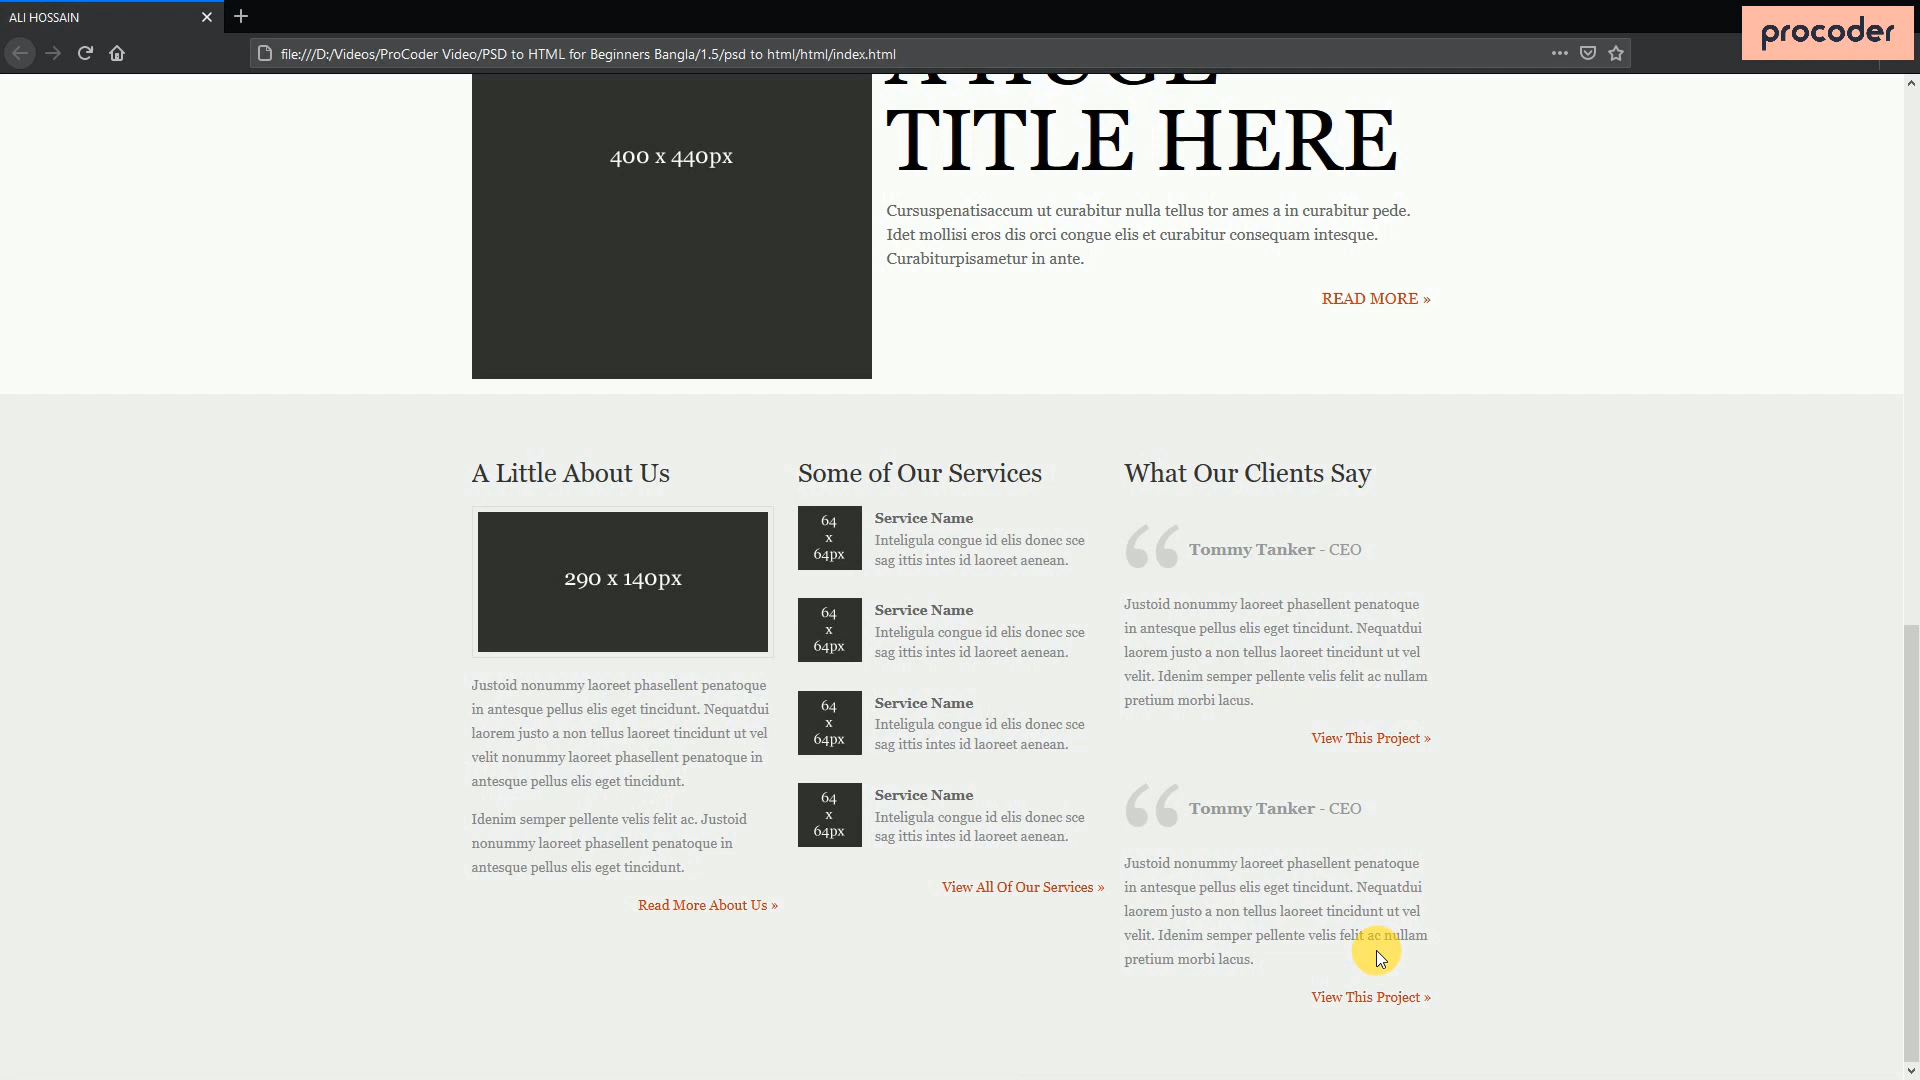 ALI HOSSAIN
procoder
file:///D:/Videos/ProCoder Video/PSD to HTML for Beginners Bangla/1.5/psd to html/html/index.html
A HUGE
TITLE HERE
400 x 440px
Cursuspenatisaccum ut curabitur nulla tellus tor ames a in curabitur pede.
Idet mollisi eros dis orci congue elis et curabitur consequam intesque.
Curabiturpisametur in ante.
READ MORE »
A Little About Us
290 x 140px
Justoid nonummy laoreet phasellent penatoque
in antesque pellus elis eget tincidunt. Nequatdui
laorem justo a non tellus laoreet tincidunt ut vel
velit nonummy laoreet phasellent penatoque in
antesque pellus elis eget tincidunt.
Idenim semper pellente velis felit ac. Justoid
nonummy laoreet phasellent penatoque in
antesque pellus elis eget tincidunt.
Read More About Us »
Some of Our Services
64
x
64px
Service Name
Inteligula congue id elis donec sce
sag ittis intes id laoreet aenean.
64
x
64px
Service Name
Inteligula congue id elis donec sce
sag ittis intes id laoreet aenean.
64
x
64px
Service Name
Inteligula congue id elis donec sce
sag ittis intes id laoreet aenean.
64
x
64px
Service Name
Inteligula congue id elis donec sce
sag ittis intes id laoreet aenean.
View All Of Our Services »
What Our Clients Say
“ Tommy Tanker - CEO
Justoid nonummy laoreet phasellent penatoque
in antesque pellus elis eget tincidunt. Nequatdui
laorem justo a non tellus laoreet tincidunt ut vel
velit. Idenim semper pellente velis felit ac nullam
pretium morbi lacus.
View This Project »
“ Tommy Tanker - CEO
Justoid nonummy laoreet phasellent penatoque
in antesque pellus elis eget tincidunt. Nequatdui
laorem justo a non tellus laoreet tincidunt ut vel
velit. Idenim semper pellente velis felit ac nullam
pretium morbi lacus.
View This Project »